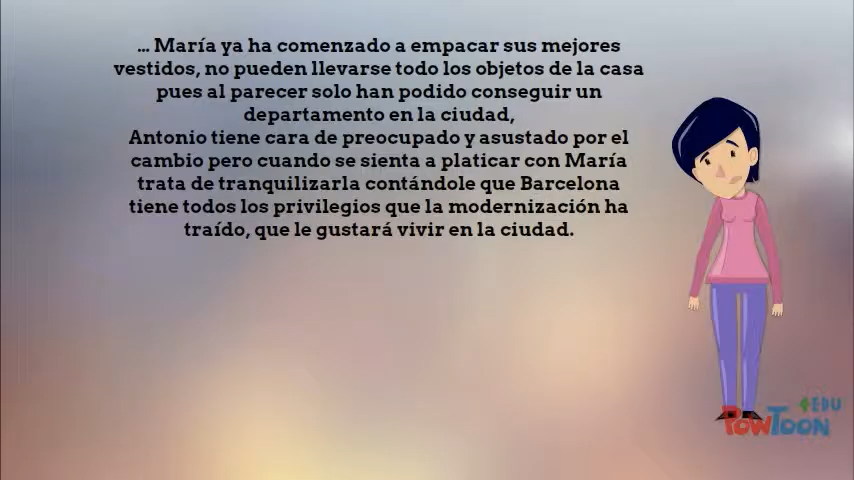 ... María ya ha comenzado a empacar sus mejores
vestidos, no pueden llevarse todo los objetos de la casa
pues al parecer solo han podido conseguir un
departamento en la ciudad,
Antonio tiene cara de preocupado y asustado por el
cambio pero cuando se sienta a platicar con María
trata de tranquilizarla contándole que Barcelona
tiene todos los privilegios que la modernización ha
traído, que le gustará vivir en la ciudad.
4EDU
PowToon